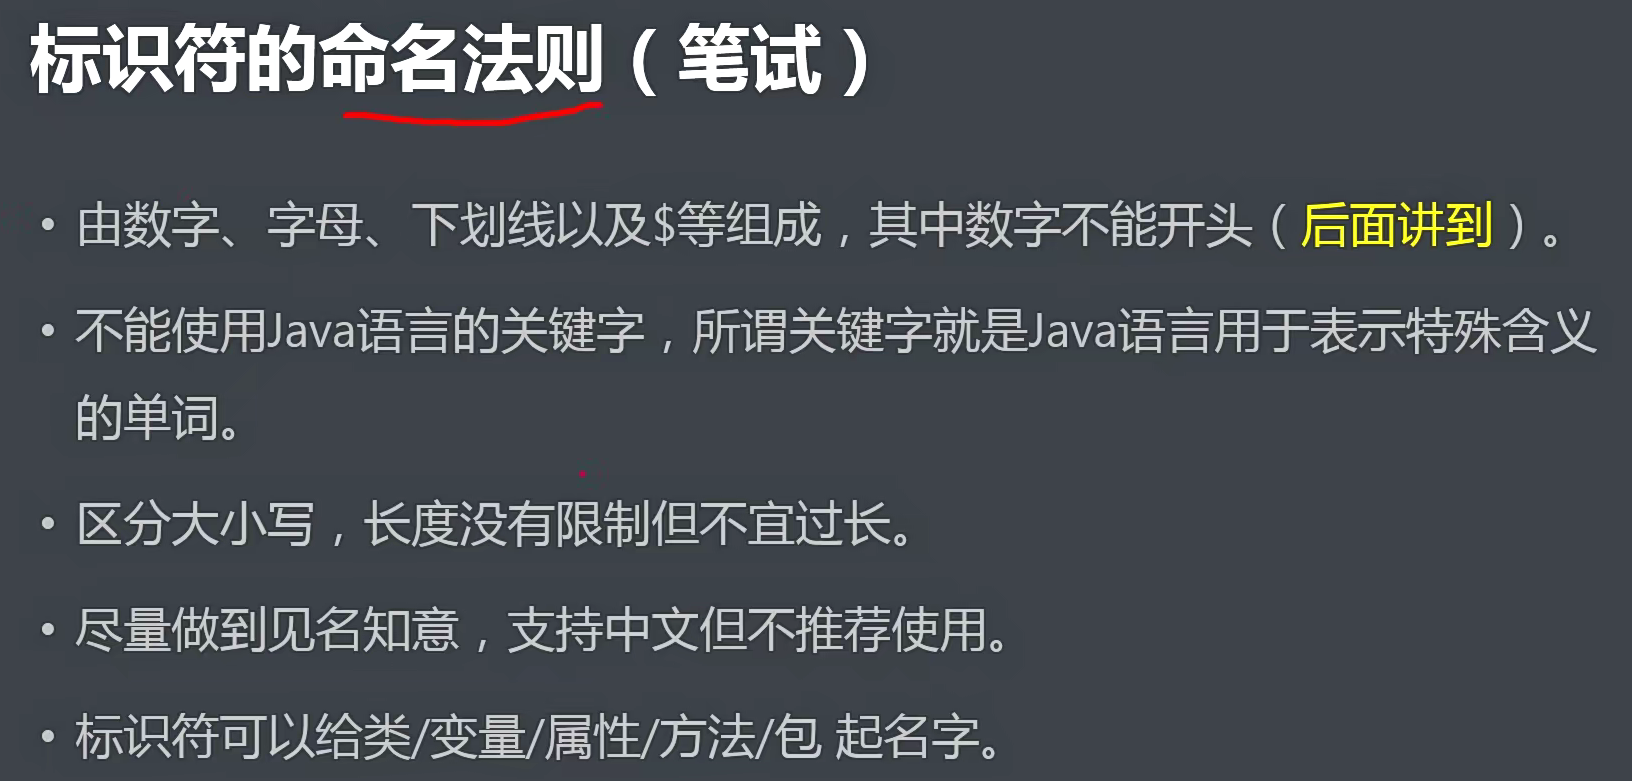 标识符的命名法则（笔试）
• 由数字、字母、下划线以及$等组成，其中数字不能开头（后面讲到）。
• 不能使用Java语言的关键字，所谓关键字就是Java语言用于表示特殊含义
的单词。
• 区分大小写，长度没有限制但不宜过长。
• 尽量做到见名知意，支持中文但不推荐使用。
• 标识符可以给类/变量/属性/方法/包 起名字。